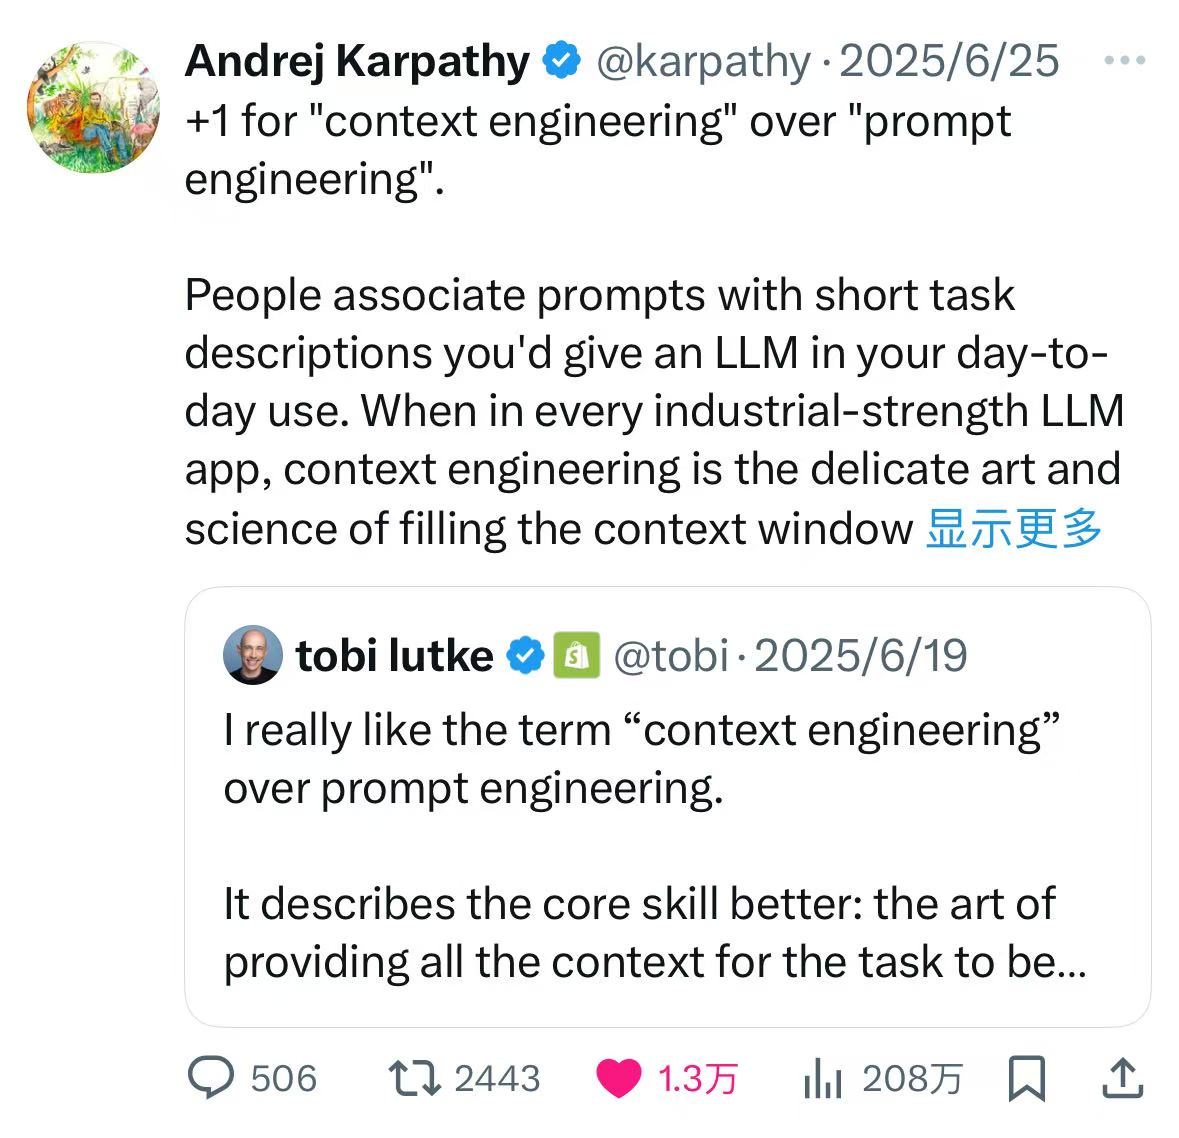 Andrej Karpathy @karpathy · 2025/6/25
+1 for "context engineering" over "prompt
engineering".
People associate prompts with short task
descriptions you'd give an LLM in your day-to-
day use. When in every industrial-strength LLM
app, context engineering is the delicate art and
science of filling the context window 显示更多
tobi lutke @tobi · 2025/6/19
I really like the term “context engineering”
over prompt engineering.
It describes the core skill better: the art of
providing all the context for the task to be...
506 2443 1.3万 208万